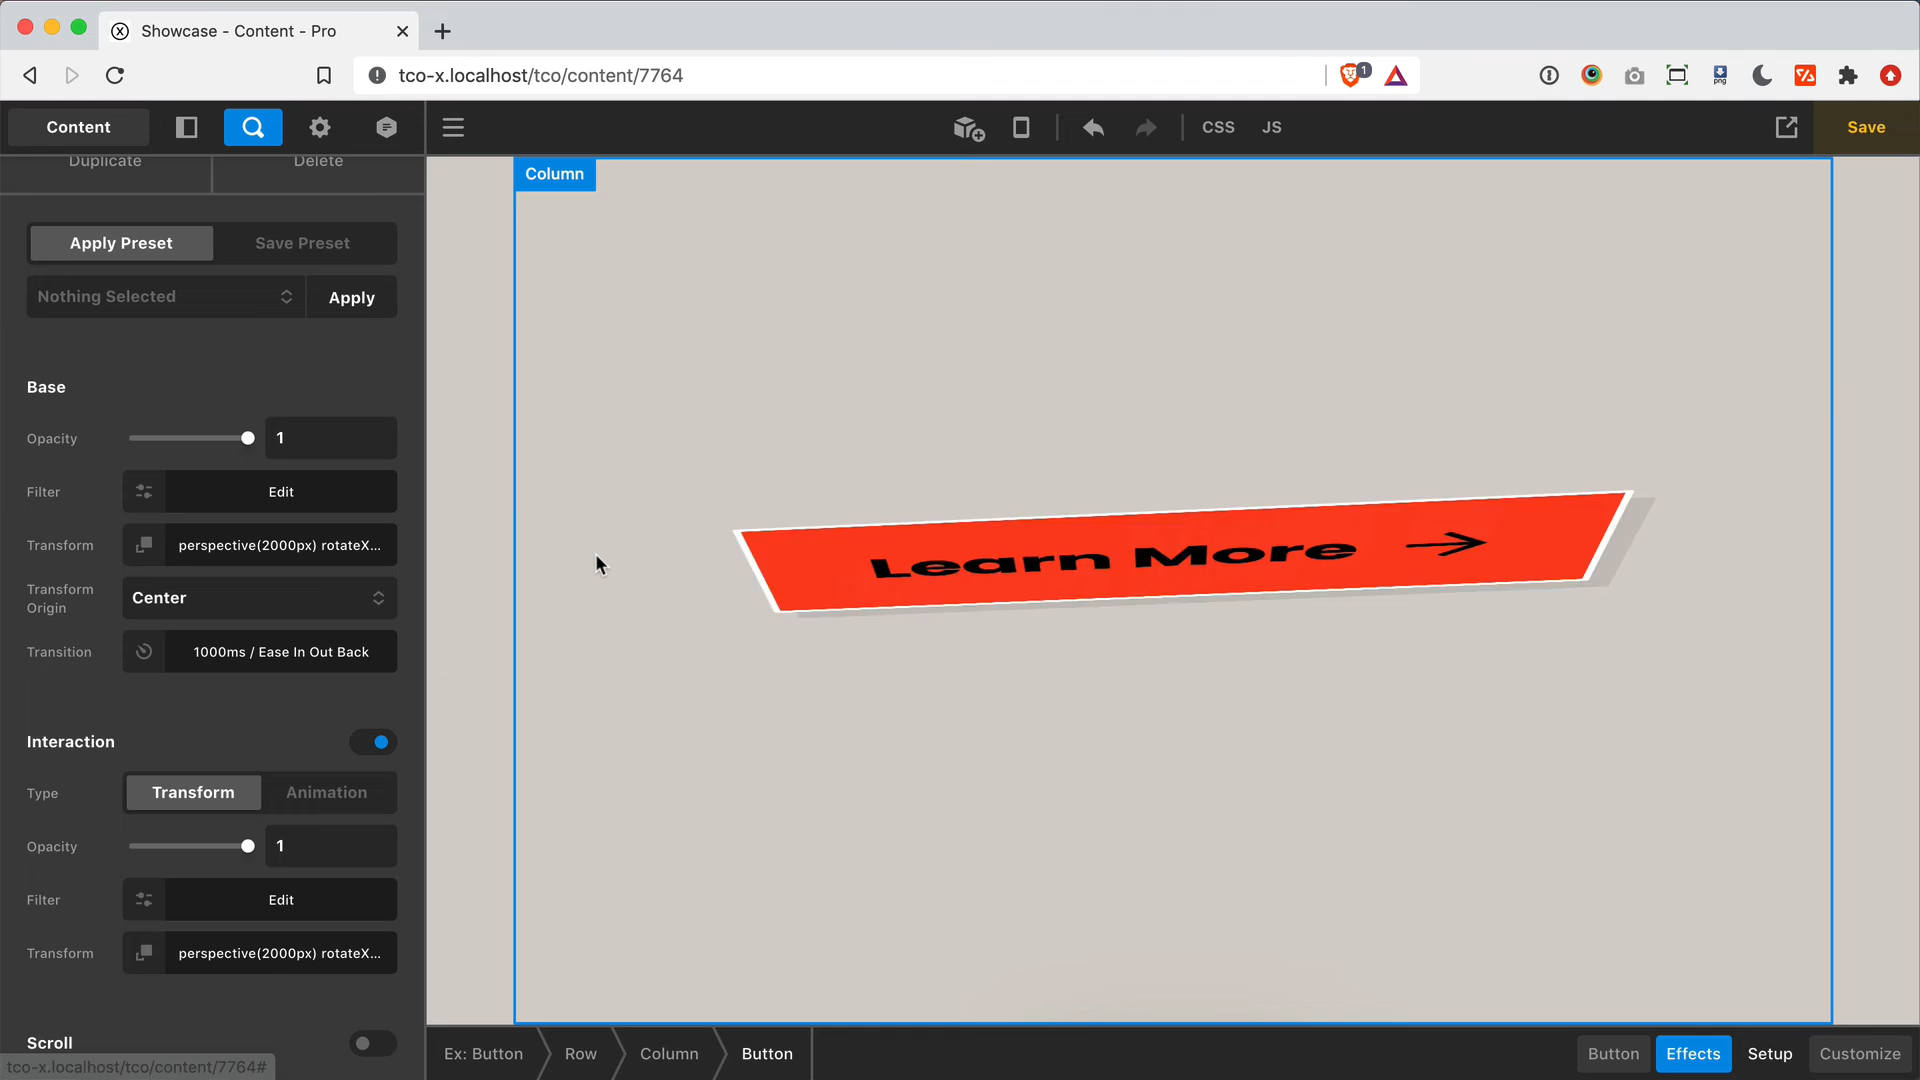 Showcase - Content - Pro
tco-x.localhost/tco/content/7764
1
png
Content
CSS
JS
Save
Duplicate
Delete
Column
Apply Preset
Save Preset
Nothing Selected
Apply
Base
Opacity
1
Filter
Edit
Transform
perspective(2000px) rotateX...
Transform
Origin
Center
Transition
1000ms / Ease In Out Back
Learn More
Interaction
Type
Transform
Animation
Opacity
1
Filter
Edit
Transform
perspective(2000px) rotateX...
Scroll
tco-x.localhost/tco/content/7764#
Ex: Button
Row
Column
Button
Button
Effects
Setup
Customize